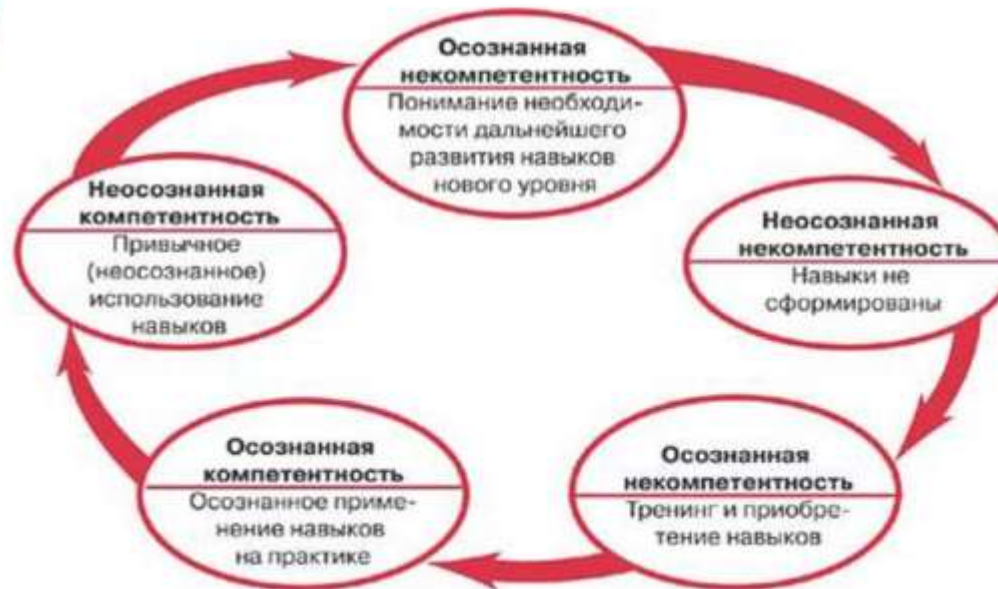 Осознанная
некомпетентность
Понимание необходи-
мости дальнейшего
развития навыков
нового уровня
Неосознанная
некомпетентность
Навыки не
сформированы
Осознанная
некомпетентность
Тренинг и приобре-
тение навыков
Осознанная
компетентность
Осознанное приме-
нение навыков
на практике
Неосознанная
компетентность
Привычное
(неосознанное)
использование
навыков